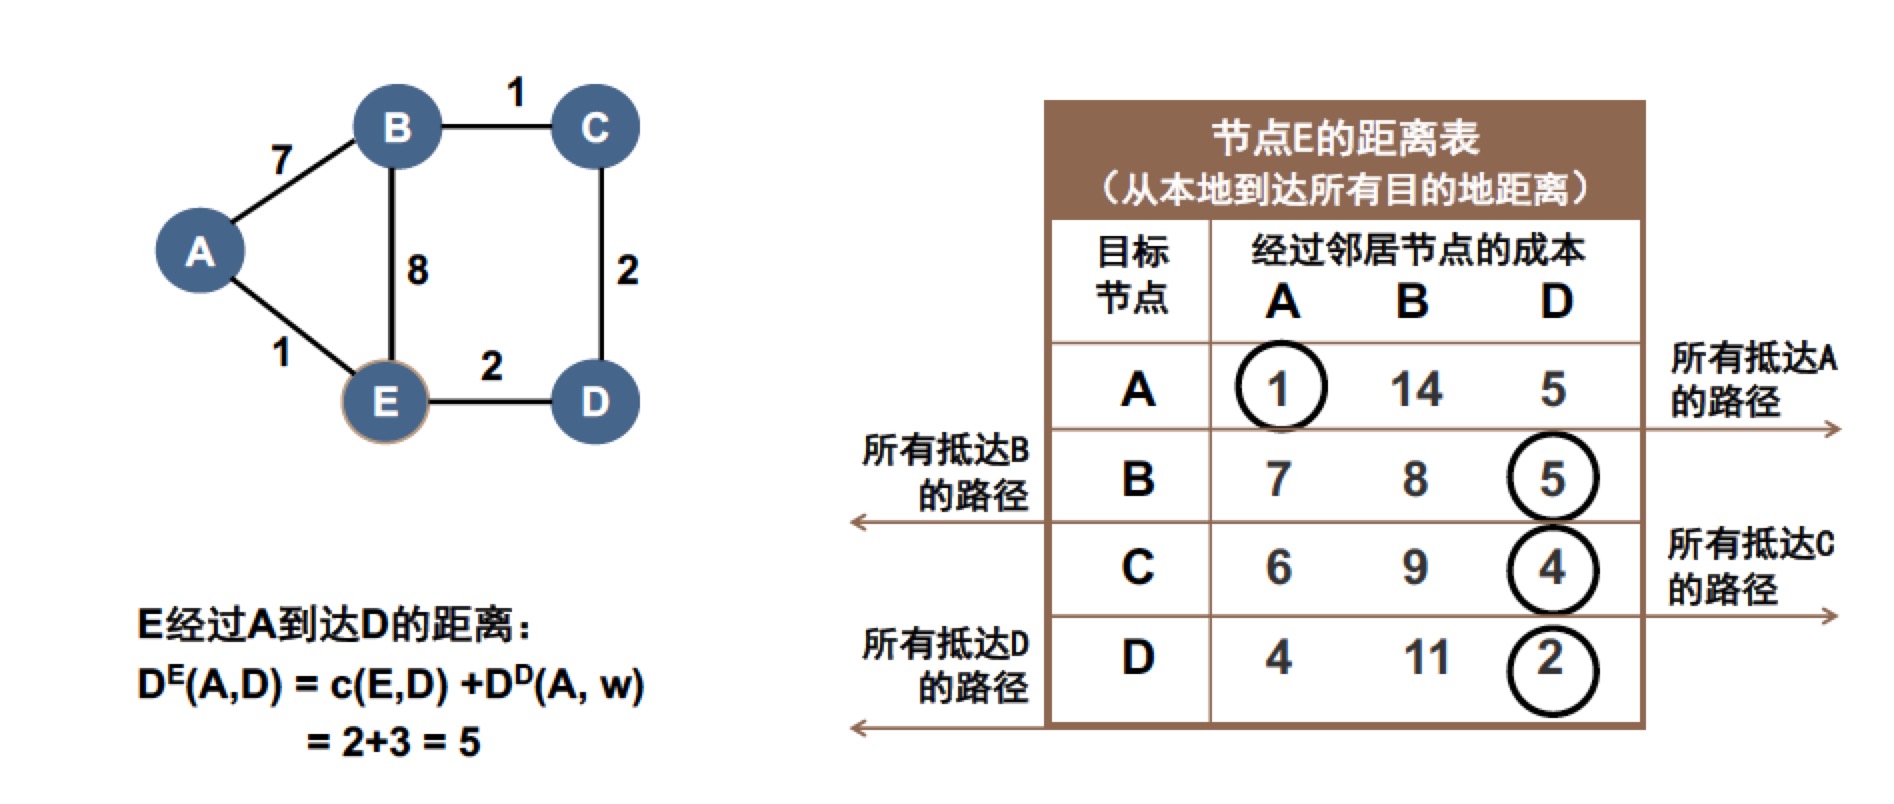 1
B
C
7
A
8
2
1
2
E
D
E经过A到达D的距离:
Dᴱ(A,D) = c(E,D) +Dᴰ(A, w)
= 2+3 = 5
节点E的距离表
(从本地到达所有目的地距离)
目标
节点
经过邻居节点的成本
A B D
A 1 14 5
所有抵达A
的路径
所有抵达B
的路径
B 7 8 5
C 6 9 4
所有抵达C
的路径
所有抵达D
的路径
D 4 11 2